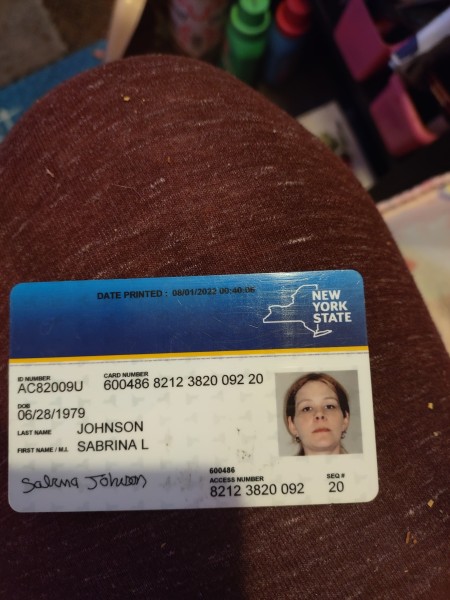 DATE PRINTED : 08/01/2022 00:40:06
NEW
YORK
STATE
ID NUMBER
AC82009U
CARD NUMBER
600486 8212 3820 092 20
DOB
06/28/1979
LAST NAME JOHNSON
FIRST NAME / M.I. SABRINA L
Sabrina Johnson
600486
ACCESS NUMBER
8212 3820 092
SEQ #
20